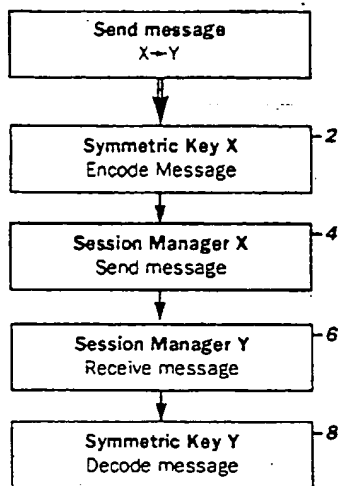 Send message
X→Y
Symmetric Key X
Encode Message
2
Session Manager X
Send message
4
Session Manager Y
Receive message
6
Symmetric Key Y
Decode message
8